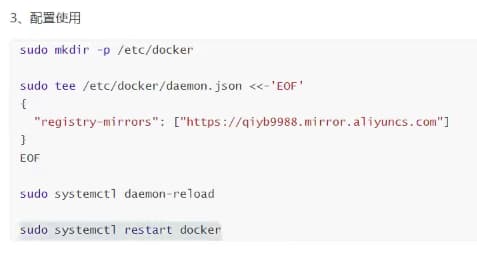 3、配置使用
sudo mkdir -p /etc/docker
sudo tee /etc/docker/daemon.json <<-'EOF'
{
  "registry-mirrors": ["https://qiyb9988.mirror.aliyuncs.com"]
}
EOF
sudo systemctl daemon-reload
sudo systemctl restart docker